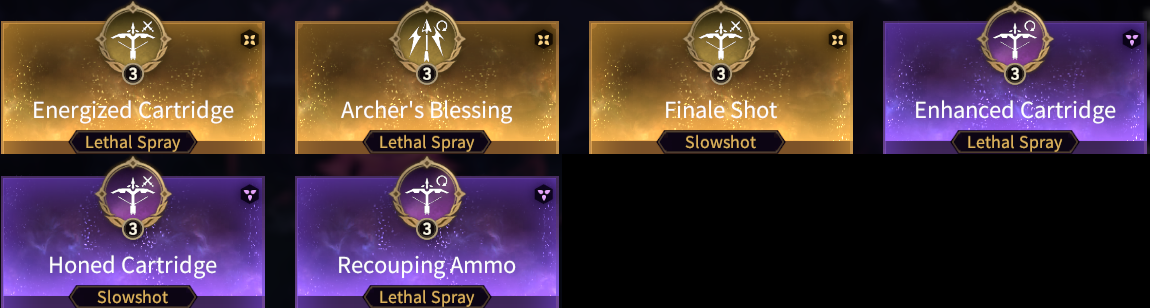 3
3
3
3
Energized Cartridge
Archer's Blessing
Finale Shot
Enhanced Cartridge
Lethal Spray
Lethal Spray
Slowshot
Lethal Spray
3
3
Honed Cartridge
Recouping Ammo
Slowshot
Lethal Spray